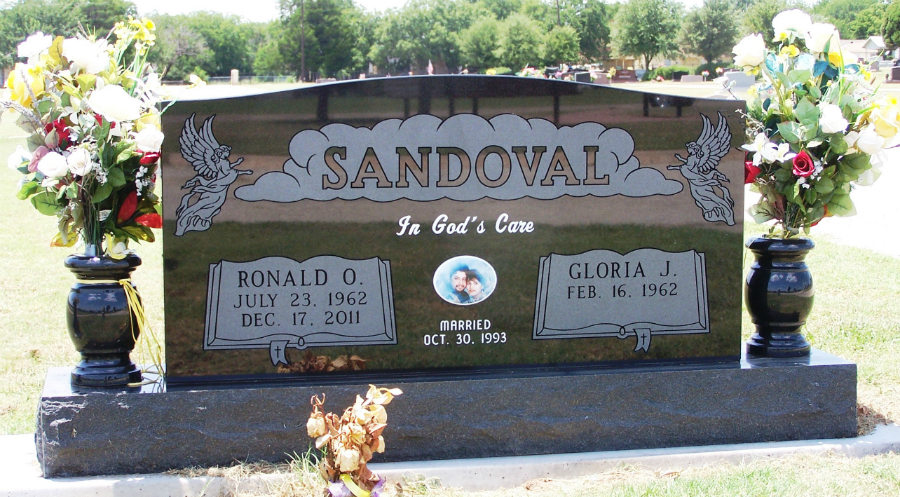 SANDOVAL
In God's Care
RONALD O.
JULY 23, 1962
DEC. 17, 2011
GLORIA J.
FEB. 16, 1962
MARRIED
OCT. 30, 1993